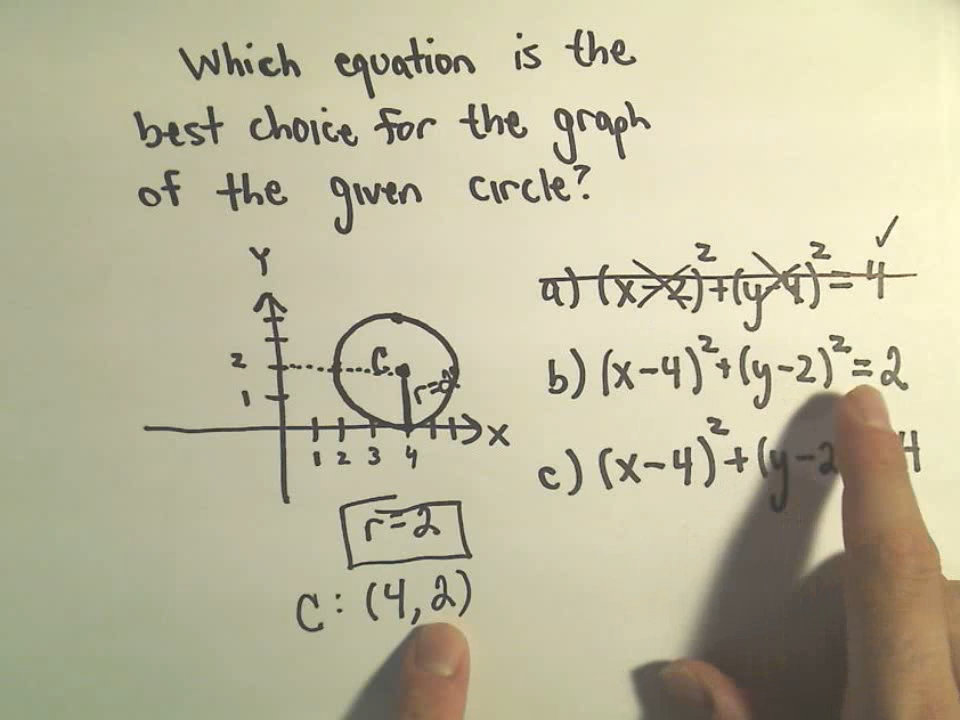 Which equation is the
best choice for the graph
of the given circle?
Y
2
1
C
r=2
X
1 2 3 4
a) (x-2)²+(y-4)²=4 ✓
b) (x-4)²+(y-2)²=2
c) (x-4)²+(y-2 4
r=2
C: (4,2)